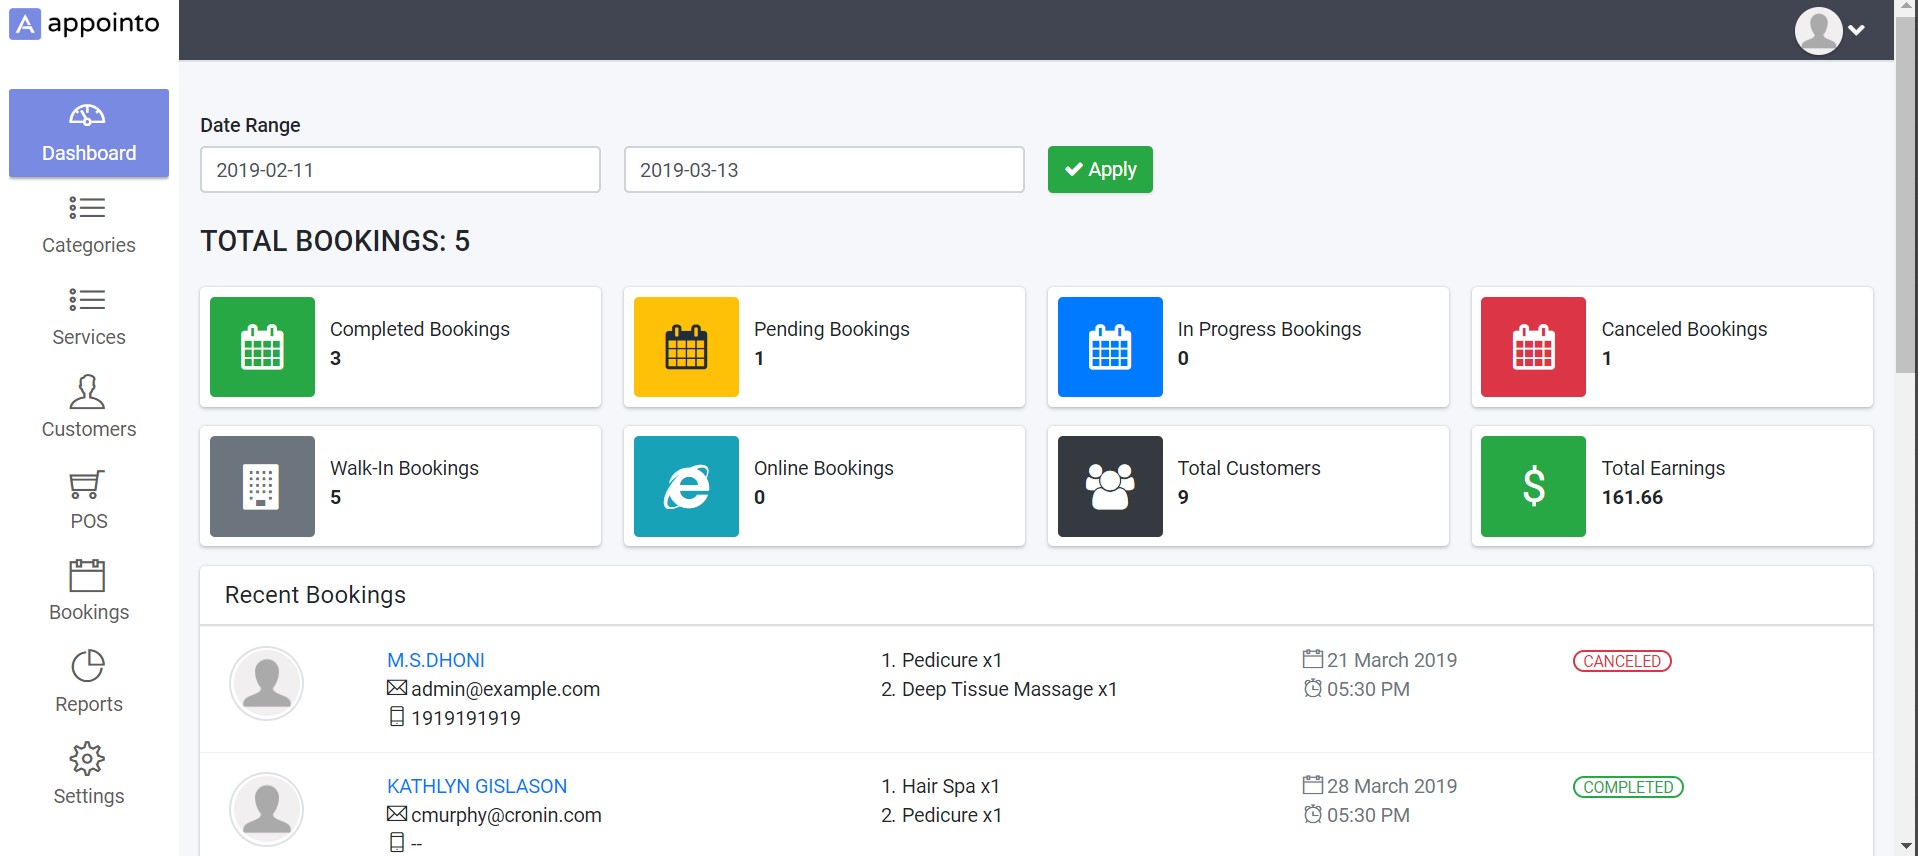 appointo
Dashboard
Categories
Services
Customers
POS
Bookings
Reports
Settings
Date Range
2019-02-11
2019-03-13
Apply
TOTAL BOOKINGS: 5
Completed Bookings
3
Pending Bookings
1
In Progress Bookings
0
Canceled Bookings
1
Walk-In Bookings
5
Online Bookings
0
Total Customers
9
Total Earnings
161.66
Recent Bookings
M.S.DHONI
admin@example.com
1919191919
1. Pedicure x1
2. Deep Tissue Massage x1
21 March 2019
05:30 PM
CANCELED
KATHLYN GISLASON
cmurphy@cronin.com
--
1. Hair Spa x1
2. Pedicure x1
28 March 2019
05:30 PM
COMPLETED